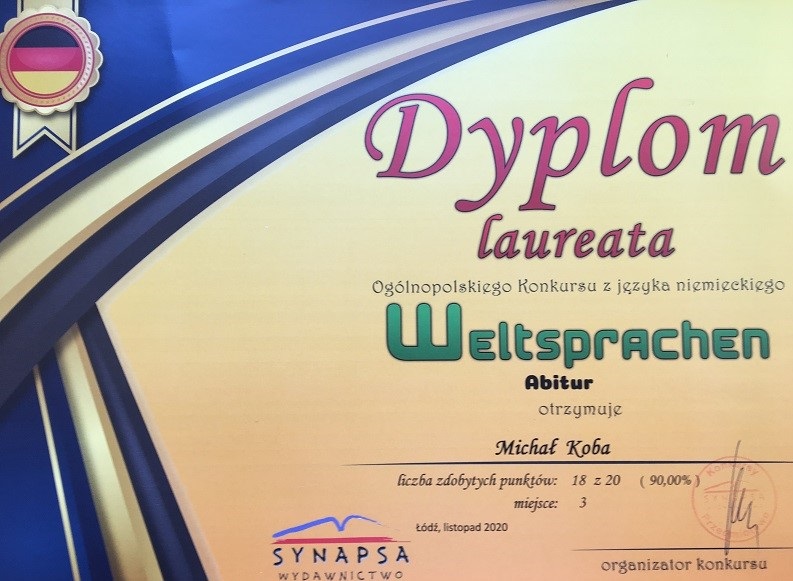 Dyplom
laureata
Ogólnopolskiego Konkursu z języka niemieckiego
Weltsprachen
Abitur
otrzymuje
Michał Koba
liczba zdobytych punktów: 18 z 20 ( 90,00% )
miejsce: 3
Łódź, listopad 2020
SYNAPSA
WYDAWNICTWO
organizator konkursu